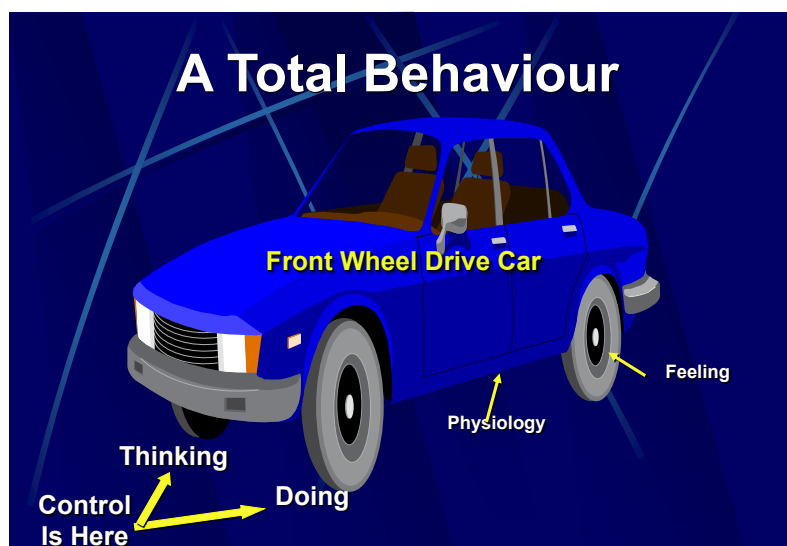 A Total Behaviour
Front Wheel Drive Car
Feeling
Physiology
Thinking
Doing
Control
Is Here